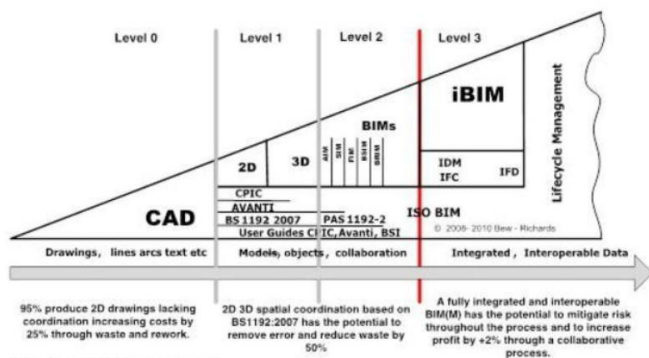 Level 0
Level 1
Level 2
Level 3
iBIM
BIMs
Lifecycle Management
2D
3D
AIM
SIM
FIM
BSIM
BRIM
IDM
IFC
IFD
CPIC
AVANTI
CAD
BS 1192 2007
PAS 1192-2
ISO BIM
User Guides CPIC, Avanti, BSI
© 2008- 2010 Bew - Richards
Drawings, lines arcs text etc
Models, objects, collaboration
Integrated, Interoperable Data
95% produce 2D drawings lacking
coordination increasing costs by
25% through waste and rework.
2D 3D spatial coordination based on
BS1192:2007 has the potential to
remove error and reduce waste by
50%
A fully integrated and interoperable
BIM(M) has the potential to mitigate risk
throughout the process and to increase
profit by +2% through a collaborative
process.